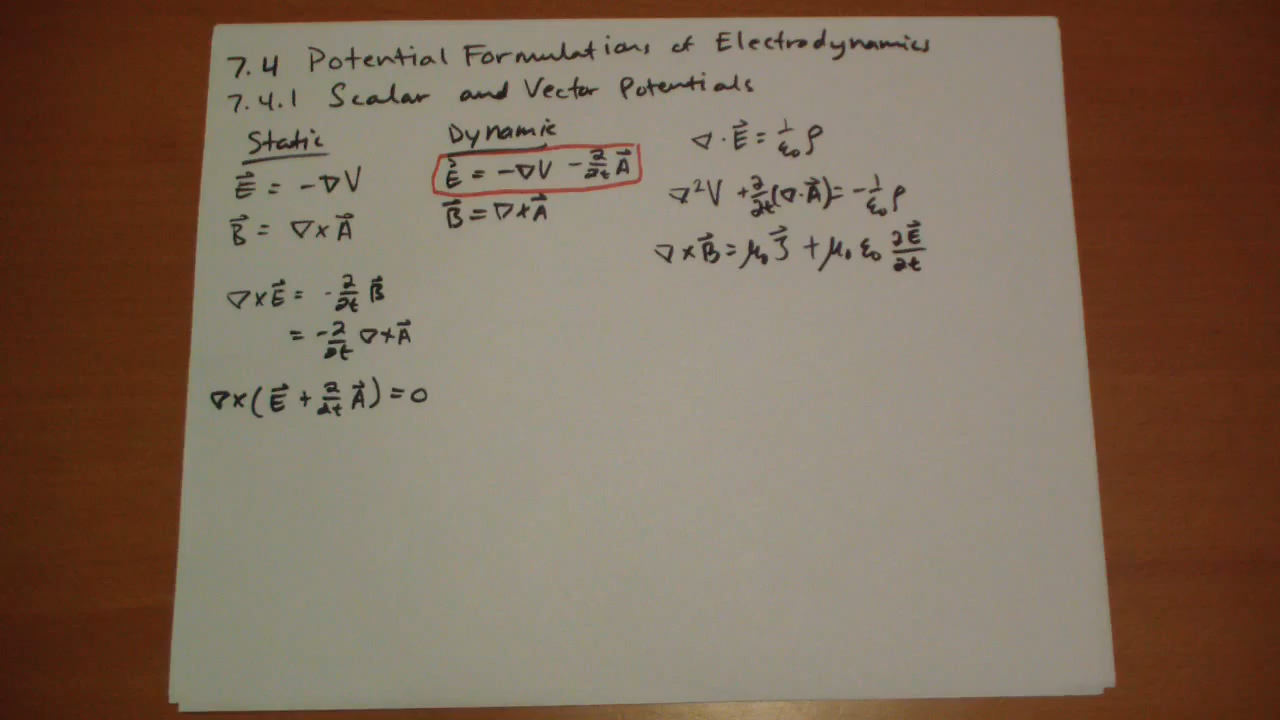 7.4 Potential Formulations of Electrodynamics
7.4.1 Scalar and Vector Potentials
Static
E⃗ = -∇V
B⃗ = ∇×A⃗
∇×E⃗ = -∂/∂t B⃗
= -∂/∂t ∇×A⃗
∇×(E⃗ + ∂/∂t A⃗) = 0
Dynamic
E⃗ = -∇V - ∂/∂t A⃗
B⃗ = ∇×A⃗
∇·E⃗ = 1/ε₀ ρ
∇²V + ∂/∂t(∇·A⃗) = -1/ε₀ ρ
∇×B⃗ = μ₀J⃗ + μ₀ε₀ ∂E⃗/∂t